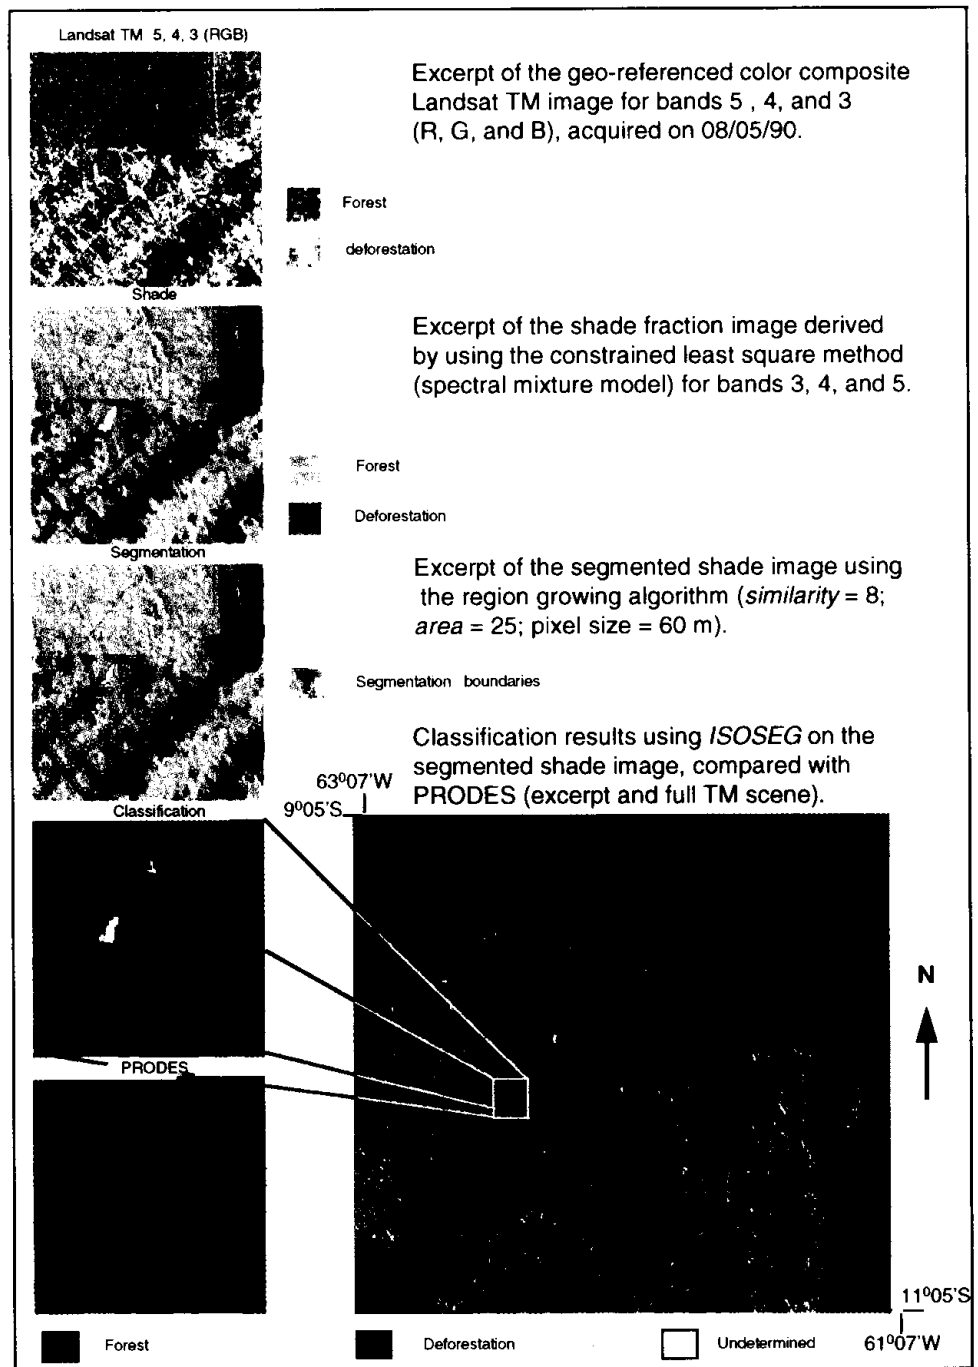 Landsat TM 5, 4, 3 (RGB)
Excerpt of the geo-referenced color composite
Landsat TM image for bands 5 , 4, and 3
(R, G, and B), acquired on 08/05/90.
Forest
deforestation
Shade
Excerpt of the shade fraction image derived
by using the constrained least square method
(spectral mixture model) for bands 3, 4, and 5.
Forest
Deforestation
Segmentation
Excerpt of the segmented shade image using
the region growing algorithm (similarity = 8;
area = 25; pixel size = 60 m).
Segmentation boundaries
Classification results using ISOSEG on the
segmented shade image, compared with
PRODES (excerpt and full TM scene).
63⁰07'W
9⁰05'S
Classification
N
PRODES
11⁰05'S
61⁰07'W
Forest
Deforestation
Undetermined